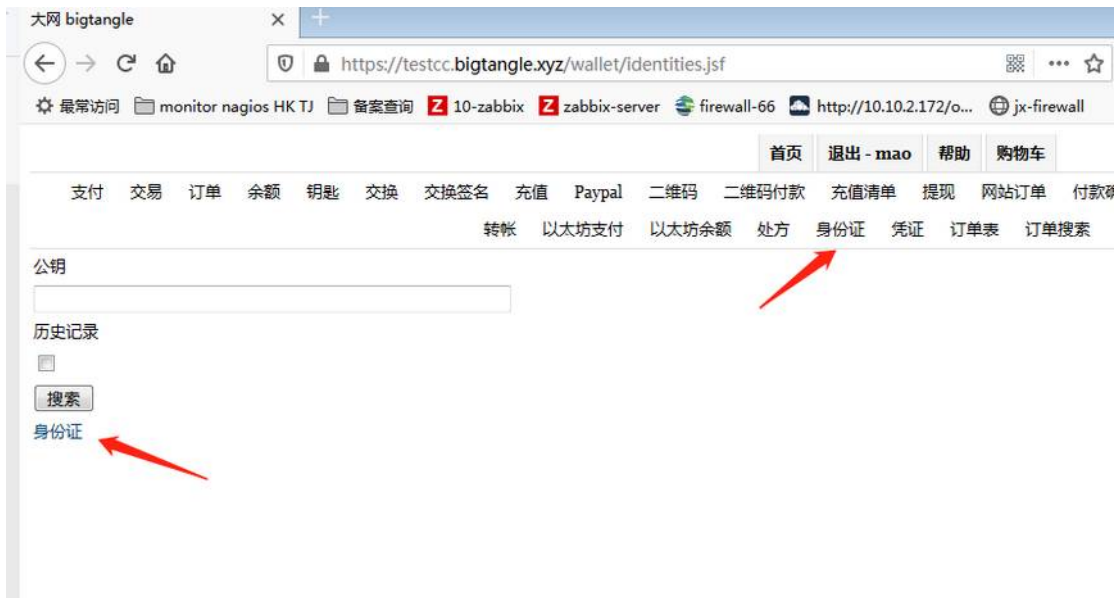 大网 bigtangle
https://testcc.bigtangle.xyz/wallet/identities.jsf
最常访问 monitor nagios HK TJ 备案查询 Z 10-zabbix Z zabbix-server firewall-66 http://10.10.2.172/o... jx-firewall
首页 退出 - mao 帮助 购物车
支付 交易 订单 余额 钥匙 交换 交换签名 充值 Paypal 二维码 二维码付款 充值清单 提现 网站订单 付款
转帐 以太坊支付 以太坊余额 处方 身份证 凭证 订单表 订单搜索
公钥
历史记录
搜索
身份证